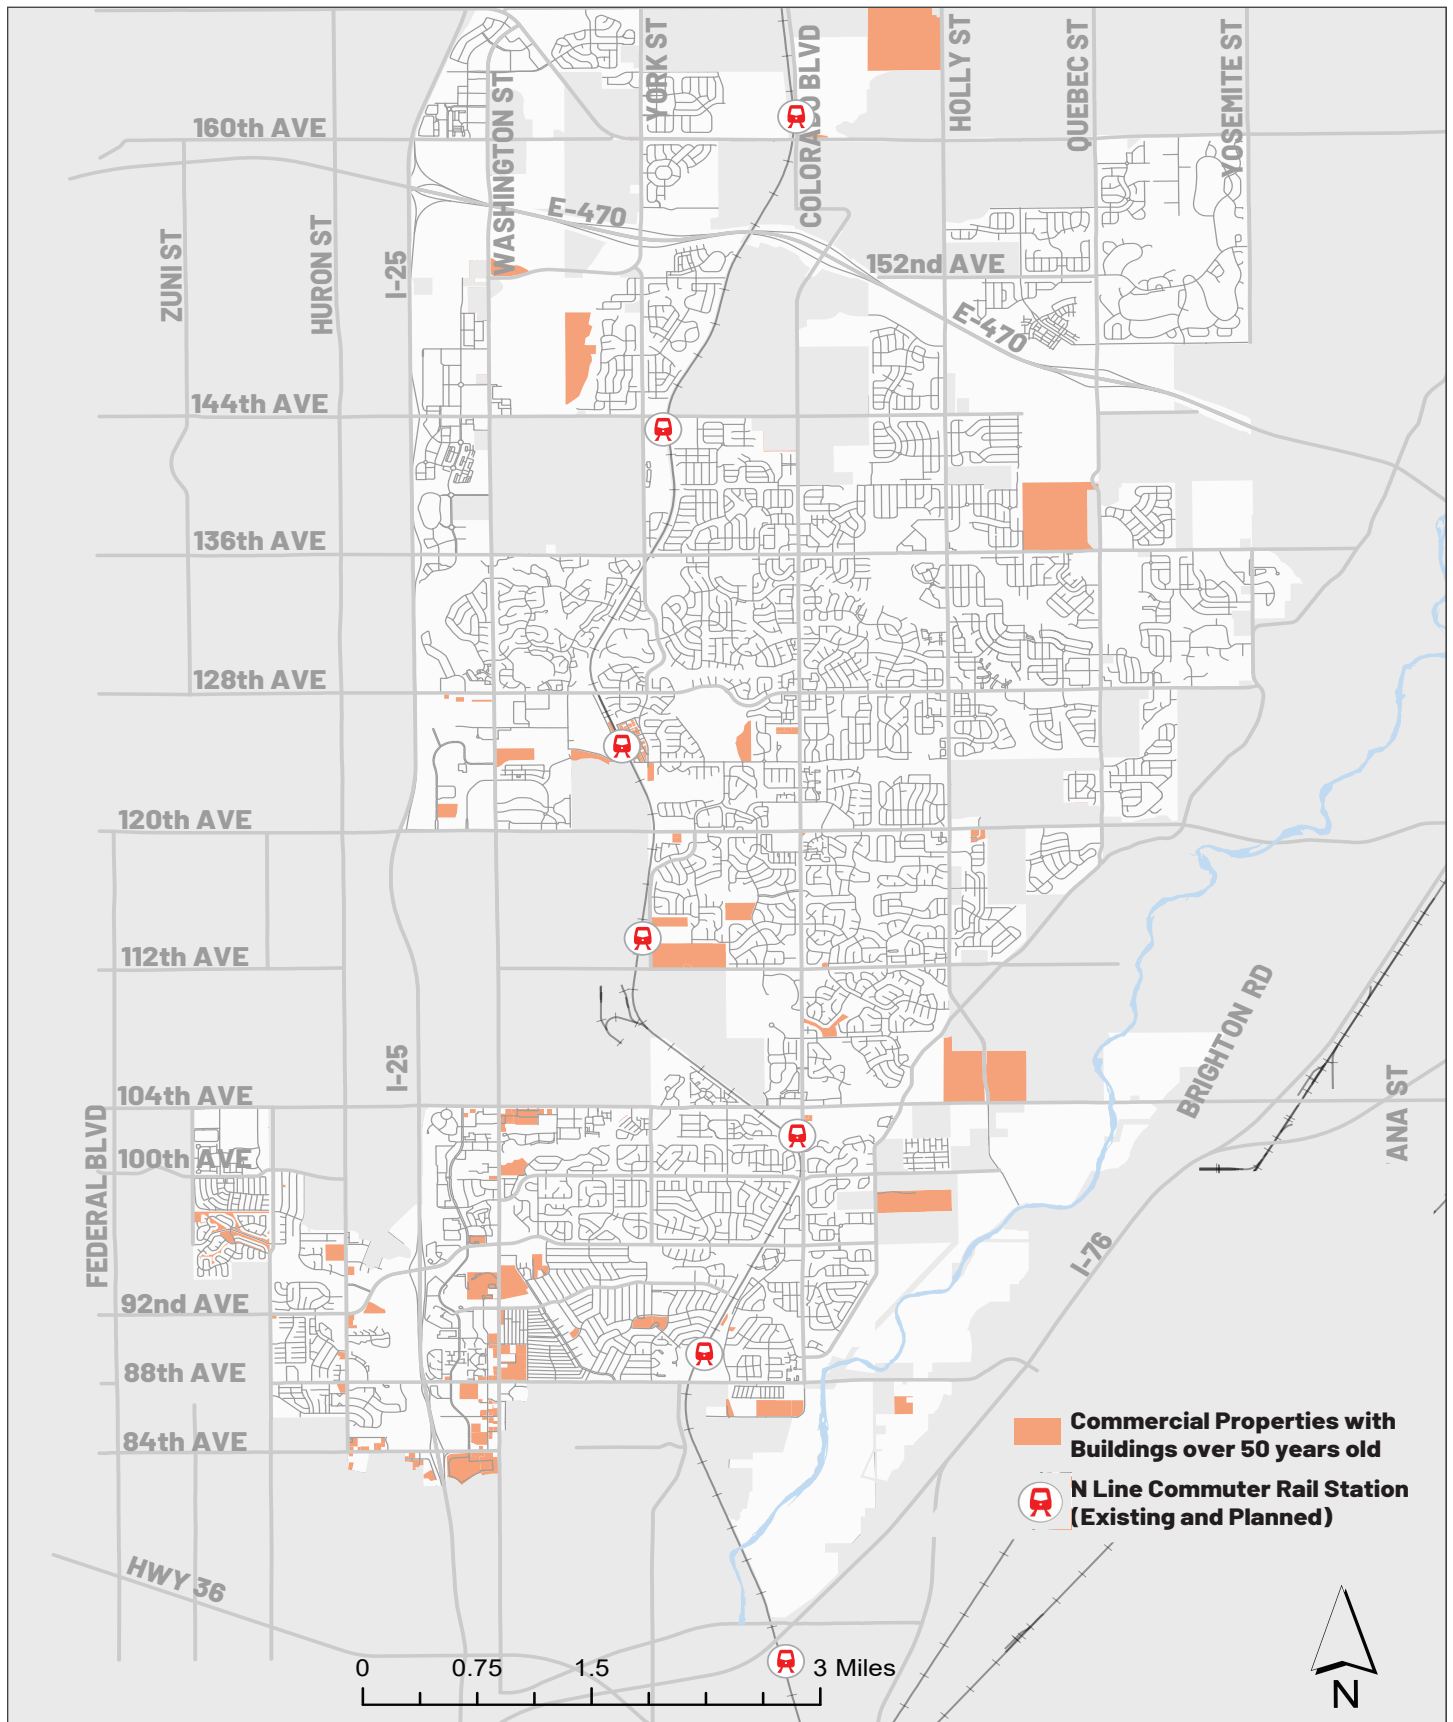 YORK ST
COLORADO BLVD
HOLLY ST
QUEBEC ST
YOSEMITE ST
WASHINGTON ST
160th AVE
E-470
ZUNI ST
HURON ST
I-25
152nd AVE
E-470
144th AVE
136th AVE
128th AVE
120th AVE
112th AVE
BRIGHTON RD
I-25
104th AVE
ANA ST
FEDERAL BLVD
100th AVE
I-76
92nd AVE
88th AVE
84th AVE
Commercial Properties with
Buildings over 50 years old
N Line Commuter Rail Station
(Existing and Planned)
HWY 36
0 0.75 1.5 3 Miles
N